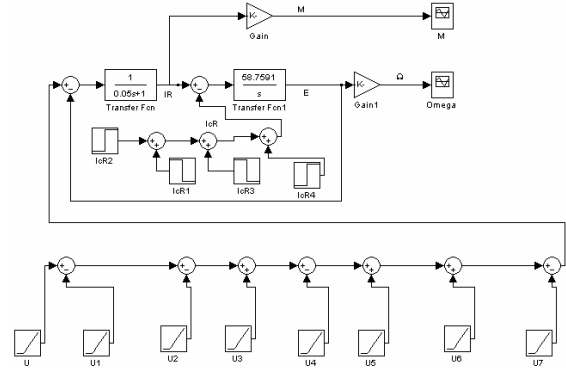 M
K-
Gain
M
1
0.05s+1
Transfer Fcn
IR
58.7591
s
Transfer Fcn1
E
K-
Gain1
Ω
Omega
IcR
IcR2
IcR1
IcR3
IcR4
U
U1
U2
U3
U4
U5
U6
U7